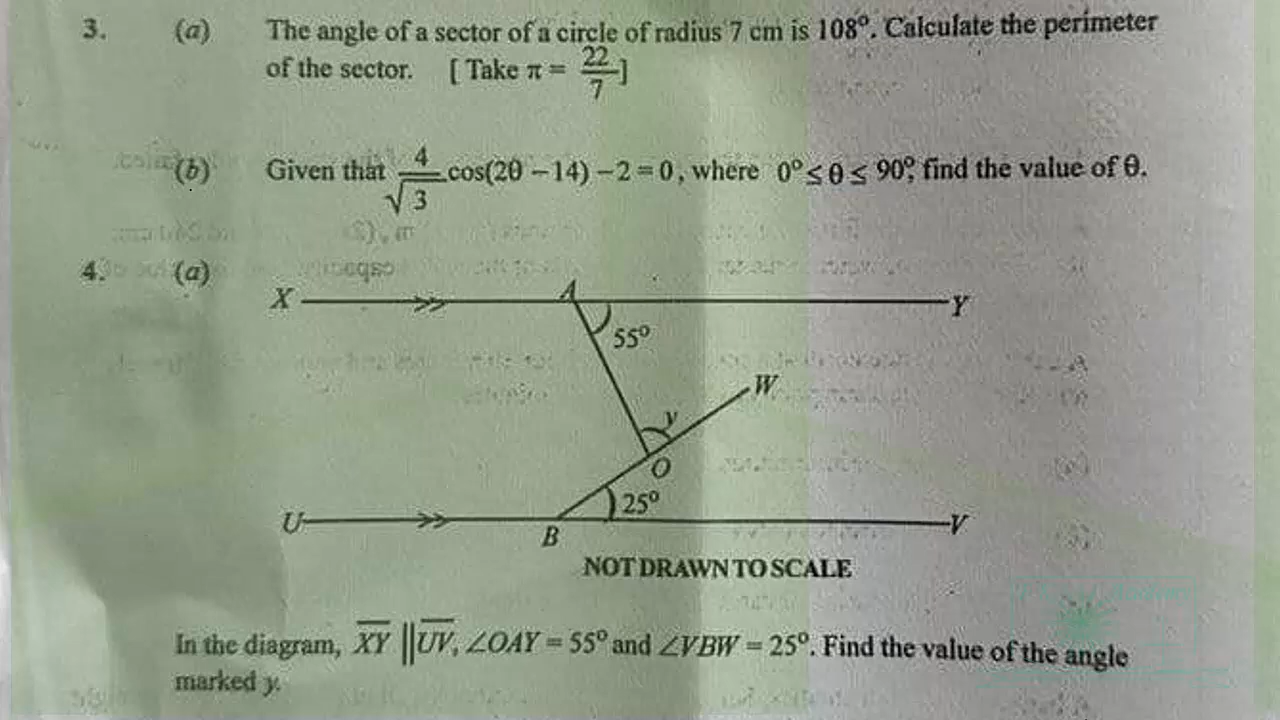 3. (a) The angle of a sector of a circle of radius 7 cm is 108°. Calculate the perimeter
of the sector. [ Take π = 22/7 ]
(b) Given that 4/√3 cos(2θ – 14) – 2 = 0, where 0° ≤ θ ≤ 90°, find the value of θ.
4. (a)
X A Y
55°
W
y
O
25°
U B V
NOT DRAWN TO SCALE
In the diagram, XY || UV, ∠OAY = 55° and ∠VBW = 25°. Find the value of the angle
marked y.